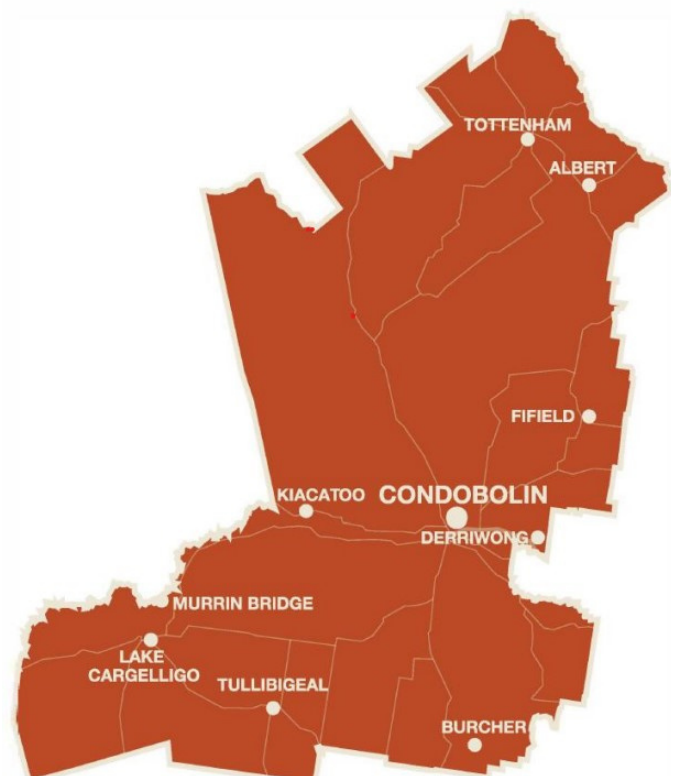 TOTTENHAM
ALBERT
FIFIELD
KIACATOO
CONDOBOLIN
DERRIWONG
MURRIN BRIDGE
LAKE
CARGELLIGO
TULLIBIGEAL
BURCHER